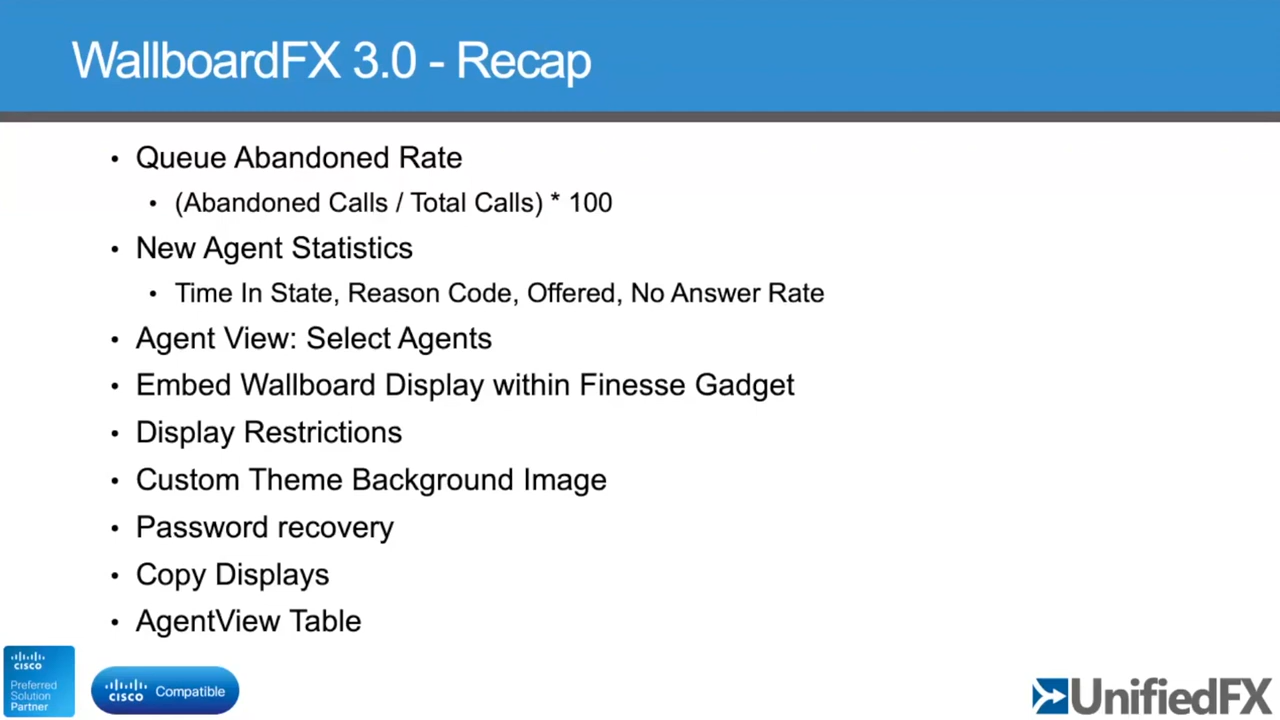 WallboardFX 3.0 - Recap
• Queue Abandoned Rate
• (Abandoned Calls / Total Calls) * 100
• New Agent Statistics
• Time In State, Reason Code, Offered, No Answer Rate
• Agent View: Select Agents
• Embed Wallboard Display within Finesse Gadget
• Display Restrictions
• Custom Theme Background Image
• Password recovery
• Copy Displays
• AgentView Table
CISCO
Preferred
Solution
Partner
CISCO Compatible
UnifiedFX